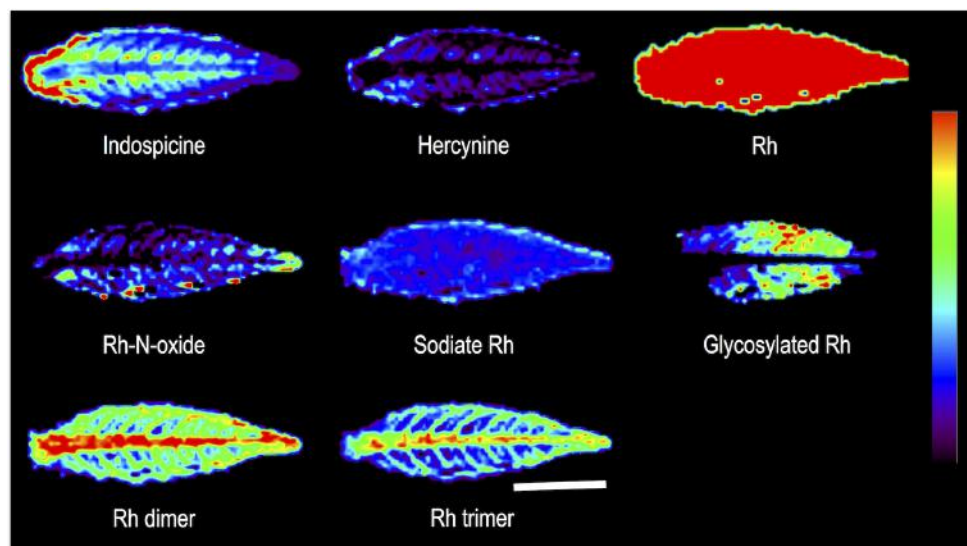 Indospicine
Hercynine
Rh
Rh-N-oxide
Sodiate Rh
Glycosylated Rh
Rh dimer
Rh trimer